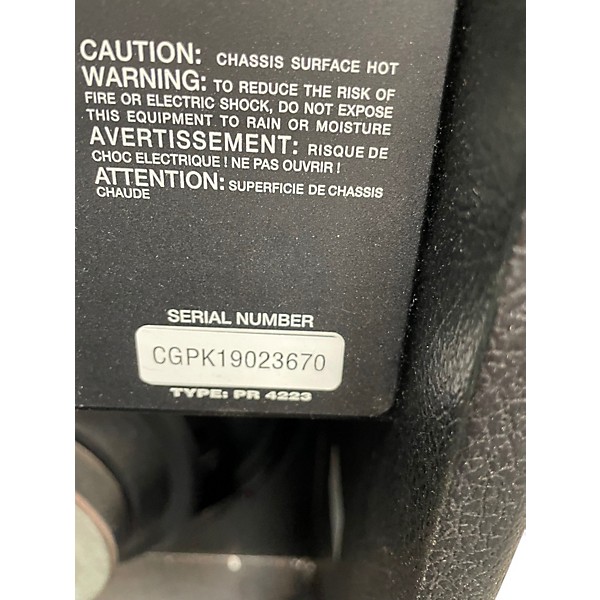 CAUTION: CHASSIS SURFACE HOT
WARNING: TO REDUCE THE RISK OF
FIRE OR ELECTRIC SHOCK, DO NOT EXPOSE
THIS EQUIPMENT TO RAIN OR MOISTURE
AVERTISSEMENT: RISQUE DE
CHOC ELECTRIQUE ! NE PAS OUVRIR !
ATTENTION: SUPERFICIE DE CHASSIS
CHAUDE
SERIAL NUMBER
CGPK19023670
TYPE: PR 4223